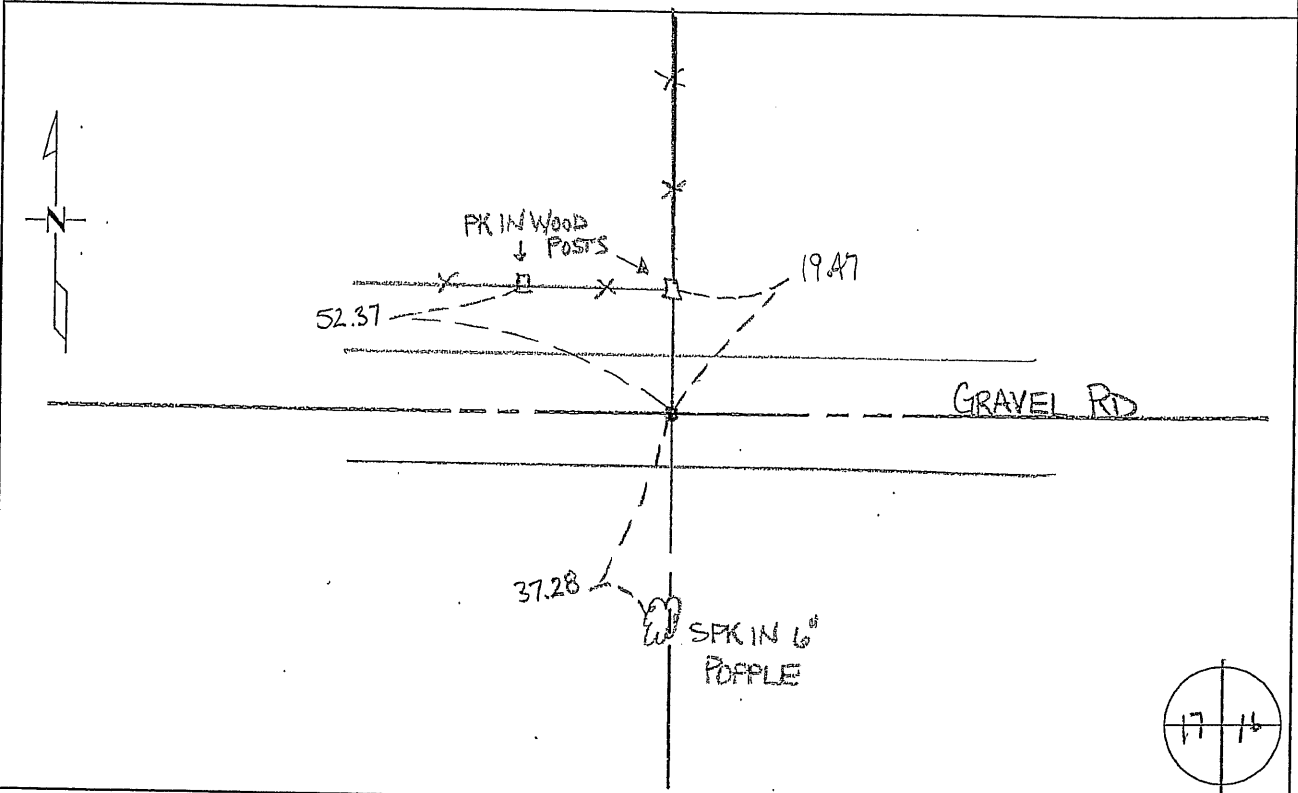 N
PK IN WOOD
POSTS
19.47
52.37
GRAVEL RD
37.28
SPK IN 6"
POPPLE
17 16